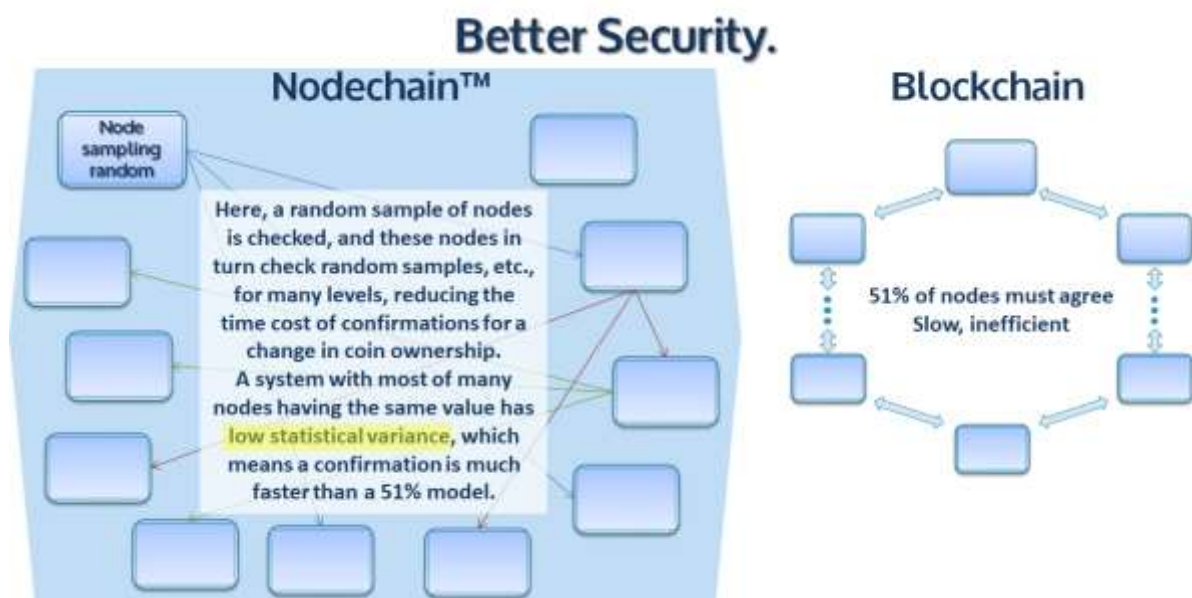 Better Security.
Nodechain™
Node
sampling
random
Here, a random sample of nodes
is checked, and these nodes in
turn check random samples, etc.,
for many levels, reducing the
time cost of confirmations for a
change in coin ownership.
A system with most of many
nodes having the same value has
low statistical variance, which
means a confirmation is much
faster than a 51% model.
Blockchain
51% of nodes must agree
Slow, inefficient